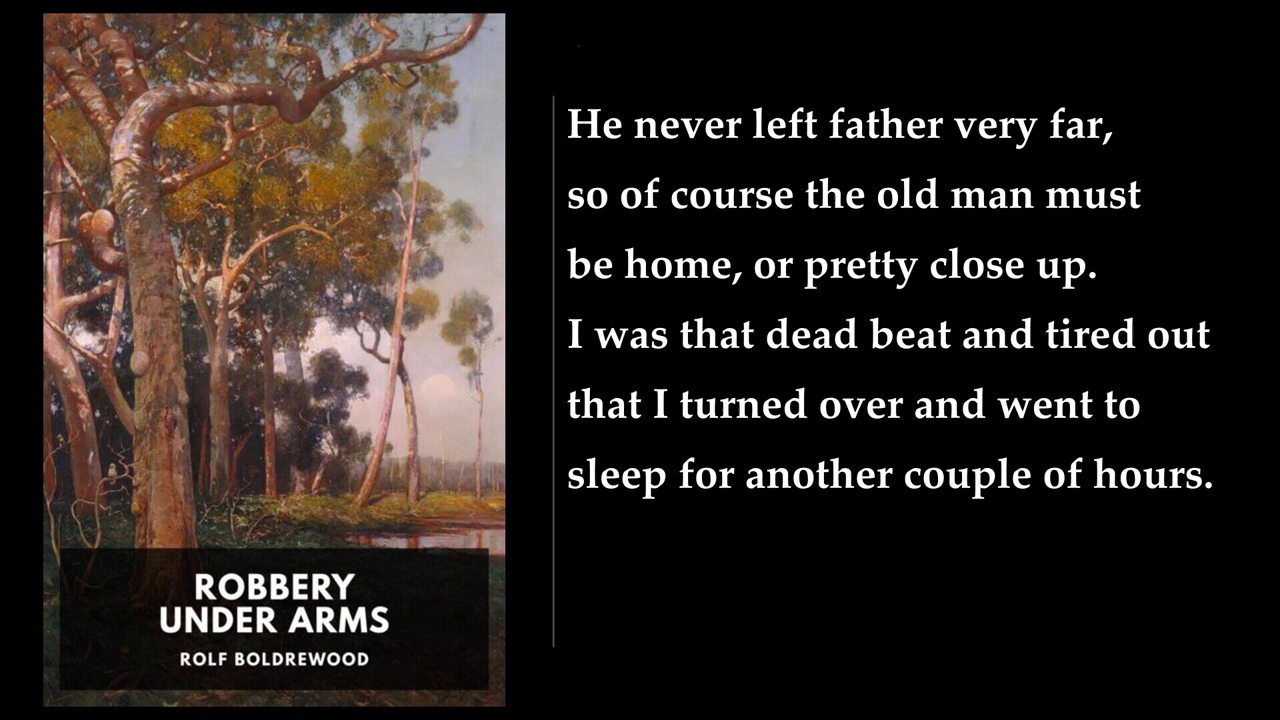 He never left father very far,
so of course the old man must
be home, or pretty close up.
I was that dead beat and tired out
that I turned over and went to
sleep for another couple of hours.
ROBBERY
UNDER ARMS
ROLF BOLDREWOOD